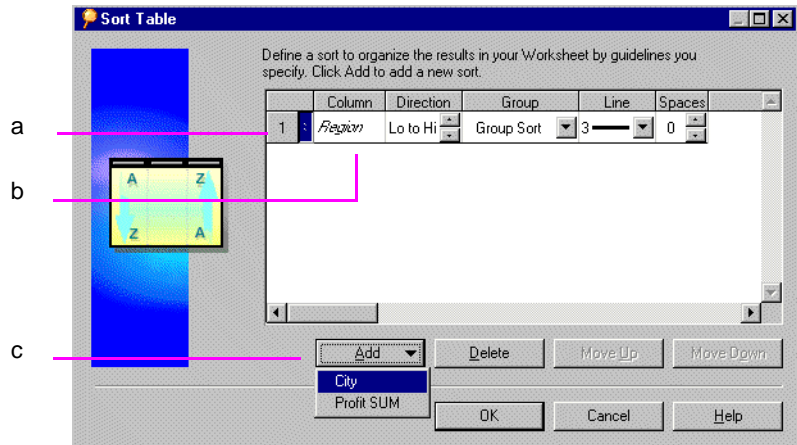 Sort Table
Define a sort to organize the results in your Worksheet by guidelines you
specify. Click Add to add a new sort.
Column Direction Group Line Spaces
a
1 : Region Lo to Hi Group Sort 3 0
b
A Z
Z A
c
Add Delete Move Up Move Down
City
Profit SUM
OK Cancel Help